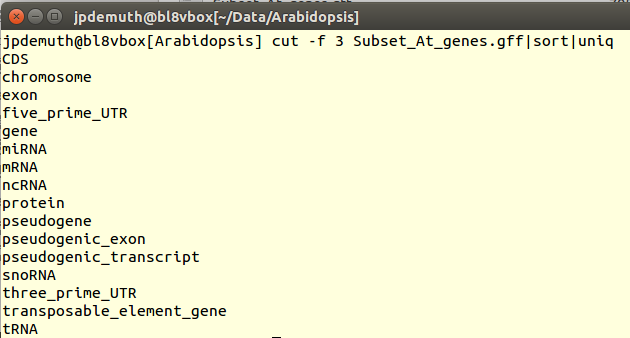 jpdemuth@bl8vbox[~/Data/Arabidopsis]
jpdemuth@bl8vbox[Arabidopsis] cut -f 3 Subset_At_genes.gff|sort|uniq
CDS
chromosome
exon
five_prime_UTR
gene
miRNA
mRNA
ncRNA
protein
pseudogene
pseudogenic_exon
pseudogenic_transcript
snoRNA
three_prime_UTR
transposable_element_gene
tRNA